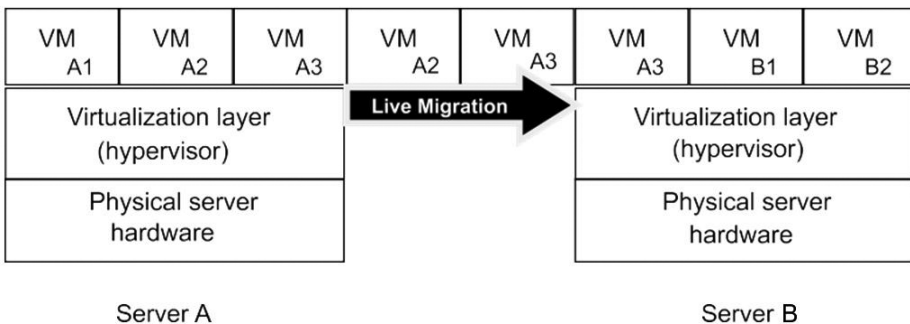 VM VM VM VM VM VM VM VM
A1 A2 A3 A2 A3 A3 B1 B2
Live Migration
Virtualization layer
(hypervisor)
Physical server
hardware
Virtualization layer
(hypervisor)
Physical server
hardware
Server A
Server B